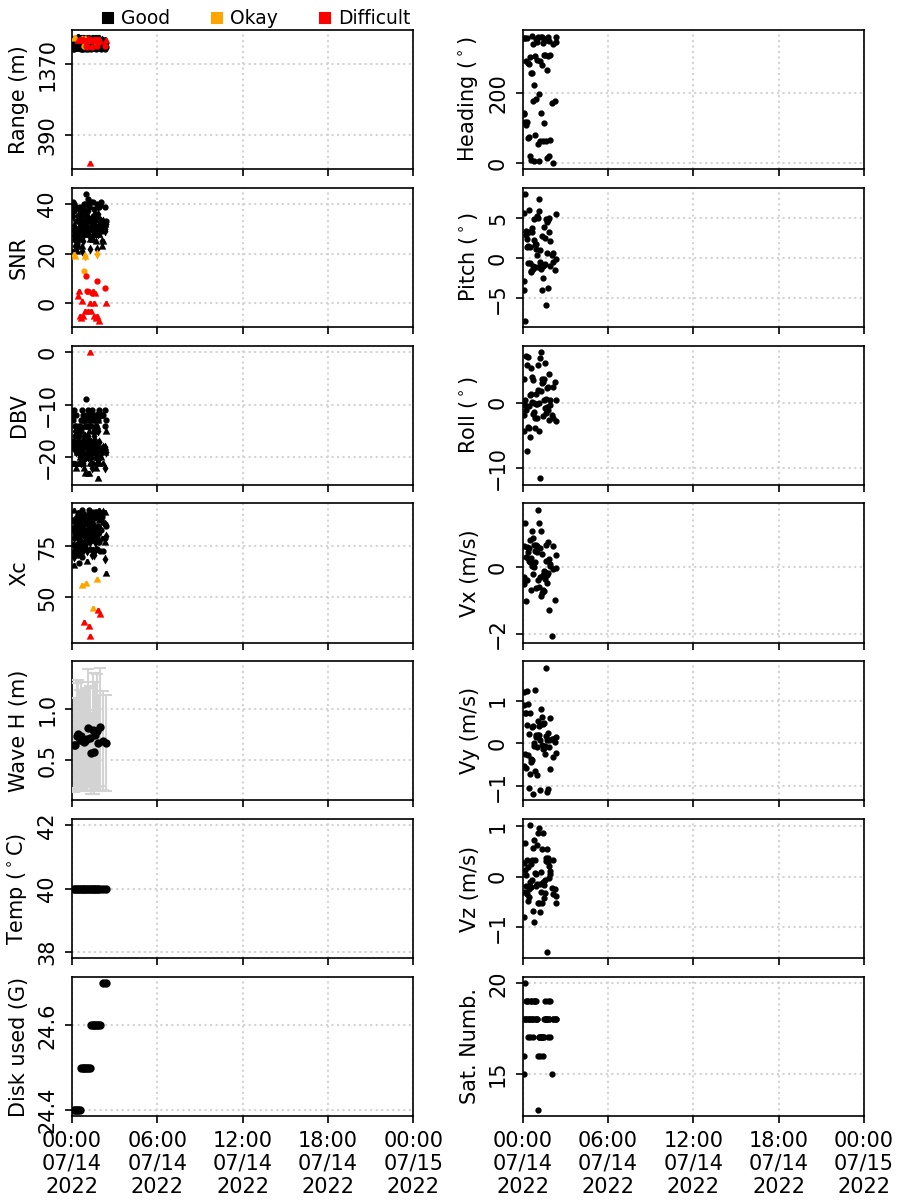 Good Okay Difficult
Range (m)
1370
390
Heading (°)
200
0
SNR
40
20
0
Pitch (°)
5
0
−5
DBV
0
−10
−20
Roll (°)
0
−10
Xc
75
50
Vx (m/s)
0
−2
Wave H (m)
1.0
0.5
Vy (m/s)
1
0
−1
Temp (°C)
42
40
38
Vz (m/s)
1
0
−1
Disk used (G)
24.6
24.4
Sat. Numb.
20
15
00:00 06:00 12:00 18:00 00:00
07/14 07/14 07/14 07/14 07/15
2022 2022 2022 2022 2022
00:00 06:00 12:00 18:00 00:00
07/14 07/14 07/14 07/14 07/15
2022 2022 2022 2022 2022